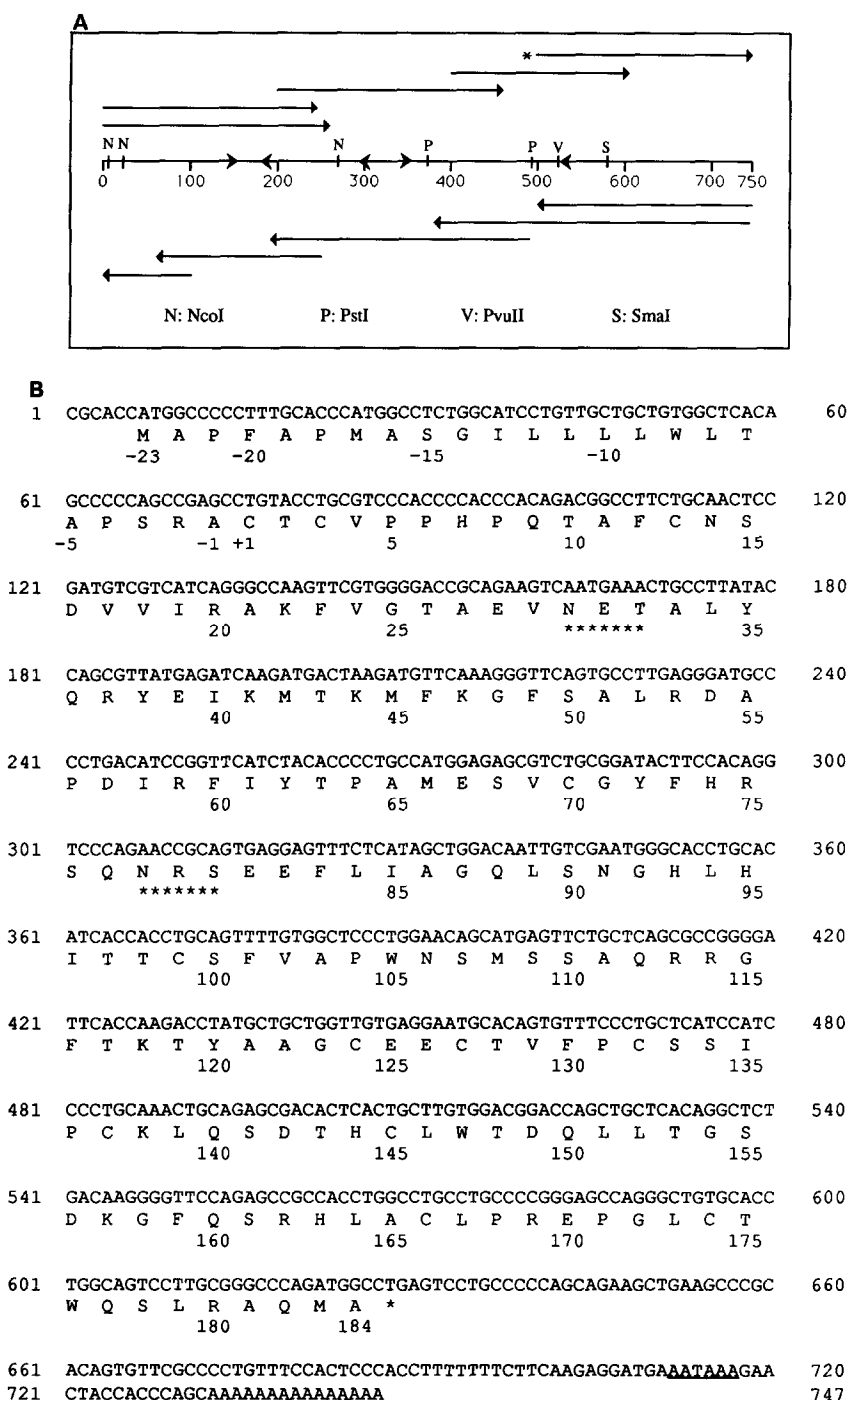 A
*
N N N P P V S
0 100 200 300 400 500 600 700 750
N: NcoI P: PstI V: PvuII S: SmaI
B
1 CGCACCATGGCCCCCTTTGCACCCATGGCCTCTGGCATCCTGTTGCTGCTGTGGCTCACA 60
M A P F A P M A S G I L L L L W L T
-23 -20 -15 -10
61 GCCCCCAGCCGAGCCTGTACCTGCGTCCCACCCCACCCACAGACGGCCTTCTGCAACTCC 120
A P S R A C T C V P P H P Q T A F C N S
-5 -1 +1 5 10 15
121 GATGTCGTCATCAGGGCCAAGTTCGTGGGGACCGCAGAAGTCAATGAAACTGCCTTATAC 180
D V V I R A K F V G T A E V N E T A L Y
20 25 ******* 35
181 CAGCGTTATGAGATCAAGATGACTAAGATGTTCAAAGGGTTCAGTGCCTTGAGGGATGCC 240
Q R Y E I K M T K M F K G F S A L R D A
40 45 50 55
241 CCTGACATCCGGTTCATCTACACCCCTGCCATGGAGAGCGTCTGCGGATACTTCCACAGG 300
P D I R F I Y T P A M E S V C G Y F H R
60 65 70 75
301 TCCCAGAACCGCAGTGAGGAGTTTCTCATAGCTGGACAATTGTCGAATGGGCACCTGCAC 360
S Q N R S E E F L I A G Q L S N G H L H
******* 85 90 95
361 ATCACCACCTGCAGTTTTGTGGCTCCCTGGAACAGCATGAGTTCTGCTCAGCGCCGGGGA 420
I T T C S F V A P W N S M S S A Q R R G
100 105 110 115
421 TTCACCAAGACCTATGCTGCTGGTTGTGAGGAATGCACAGTGTTTCCCTGCTCATCCATC 480
F T K T Y A A G C E E C T V F P C S S I
120 125 130 135
481 CCCTGCAAACTGCAGAGCGACACTCACTGCTTGTGGACGGACCAGCTGCTCACAGGCTCT 540
P C K L Q S D T H C L W T D Q L L T G S
140 145 150 155
541 GACAAGGGGTTCCAGAGCCGCCACCTGGCCTGCCTGCCCCGGGAGCCAGGGCTGTGCACC 600
D K G F Q S R H L A C L P R E P G L C T
160 165 170 175
601 TGGCAGTCCTTGCGGGCCCAGATGGCCTGAGTCCTGCCCCCAGCAGAAGCTGAAGCCCGC 660
W Q S L R A Q M A *
180 184
661 ACAGTGTTCGCCCCTGTTTCCACTCCCACCTTTTTTTCTTCAAGAGGATGAAATAAAGAA 720
721 CTACCACCCAGCAAAAAAAAAAAAAAA 747